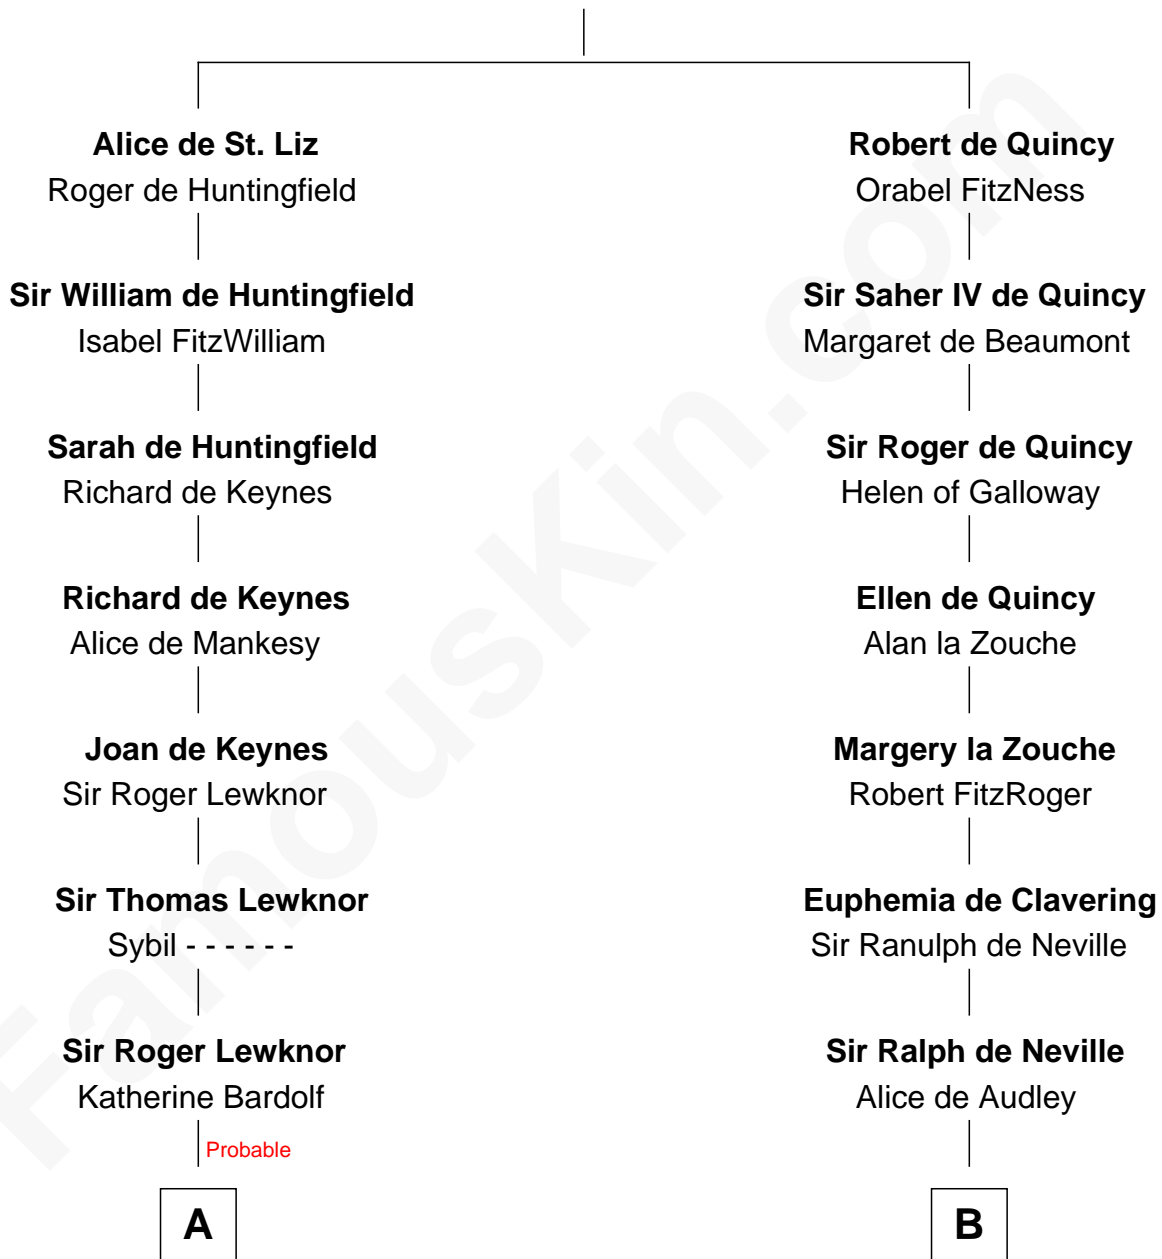 Alice de St. Liz
Roger de Huntingfield
Sir William de Huntingfield
Isabel FitzWilliam
Sarah de Huntingfield
Richard de Keynes
Richard de Keynes
Alice de Mankesy
Joan de Keynes
Sir Roger Lewknor
Sir Thomas Lewknor
Sybil - - - - - -
Sir Roger Lewknor
Katherine Bardolf
Probable
A
Robert de Quincy
Orabel FitzNess
Sir Saher IV de Quincy
Margaret de Beaumont
Sir Roger de Quincy
Helen of Galloway
Ellen de Quincy
Alan la Zouche
Margery la Zouche
Robert FitzRoger
Euphemia de Clavering
Sir Ranulph de Neville
Sir Ralph de Neville
Alice de Audley
B
FamousKin.com